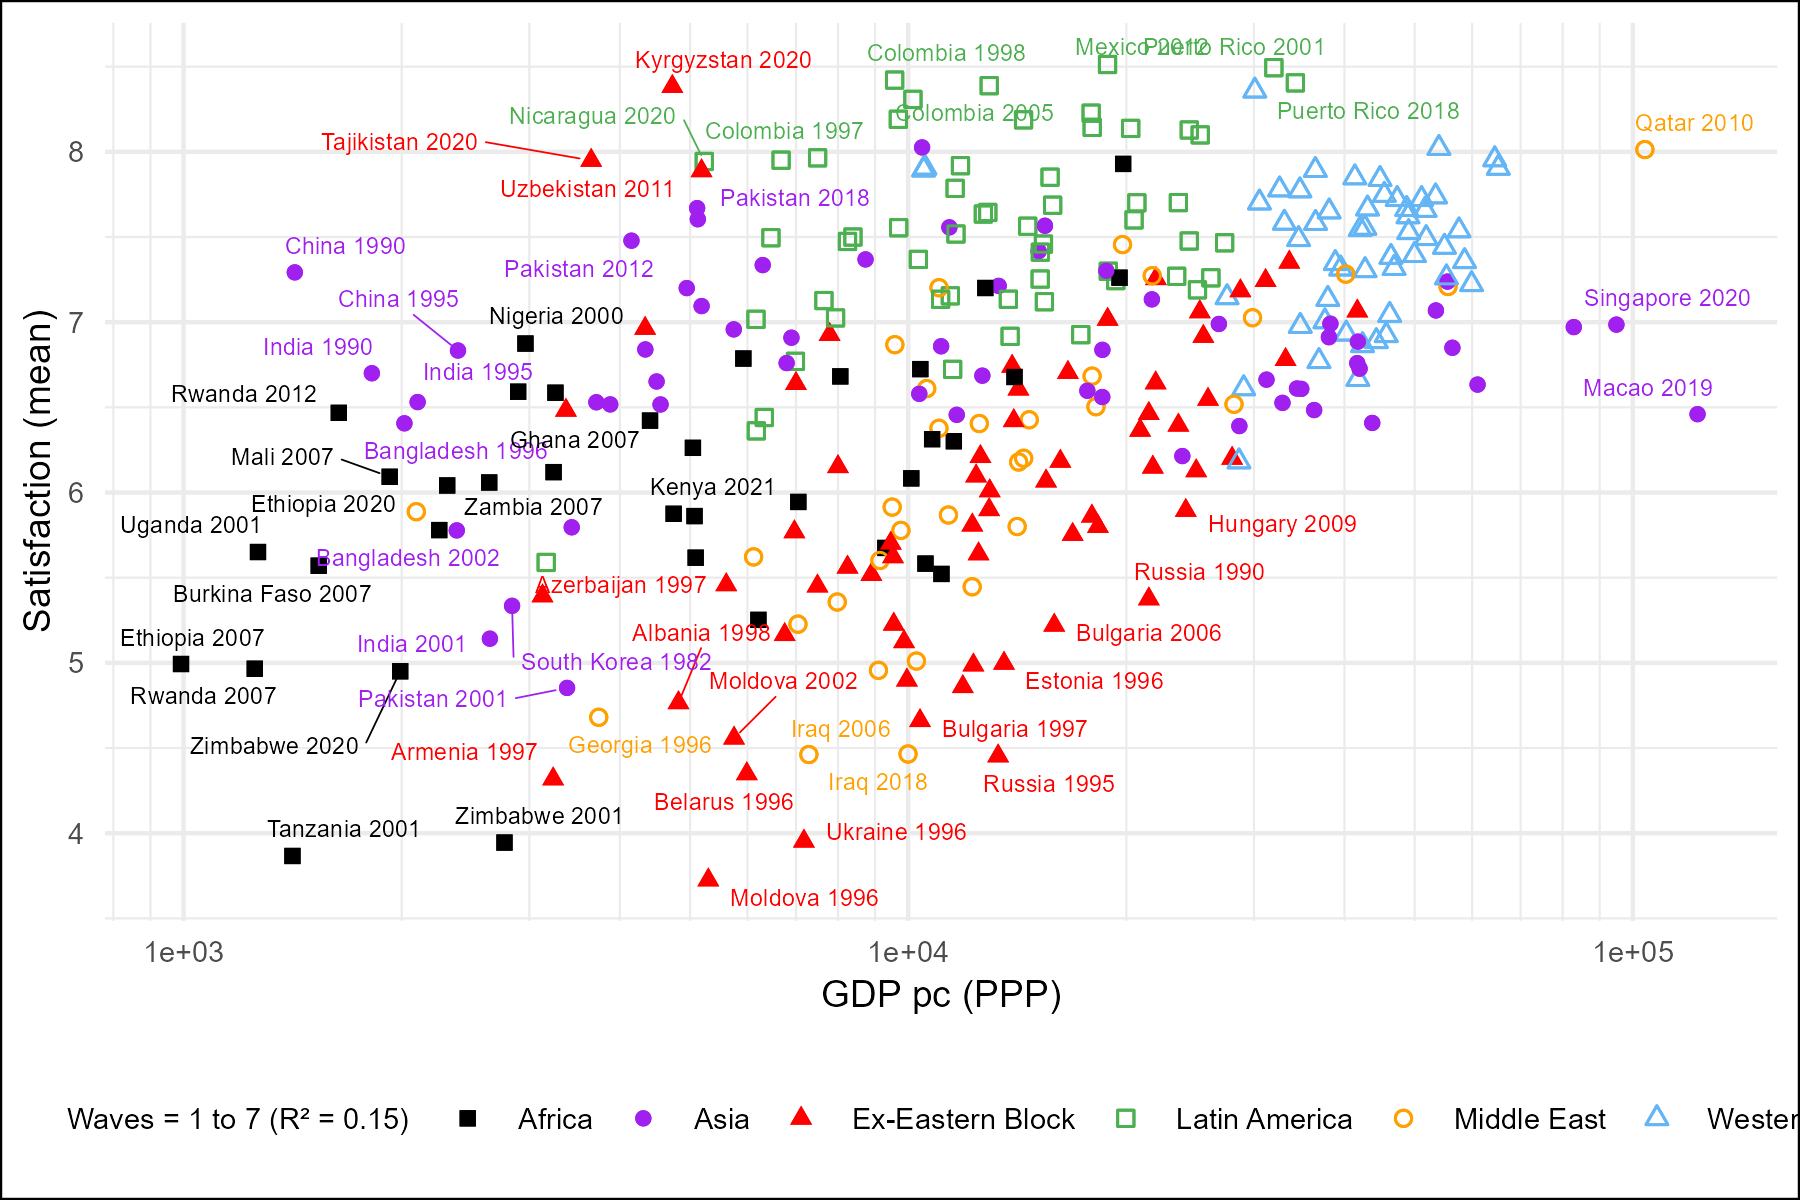 Kyrgyzstan 2020
Colombia 1998
Mexico 2012
Puerto Rico 2001
Nicaragua 2020
Colombia 2005
Puerto Rico 2018
Qatar 2010
Tajikistan 2020
Colombia 1997
8
Uzbekistan 2011
Pakistan 2018
China 1990
Pakistan 2012
China 1995
Singapore 2020
Nigeria 2000
7
India 1990
India 1995
Rwanda 2012
Macao 2019
Ghana 2007
Bangladesh 1996
Mali 2007
Kenya 2021
6
Ethiopia 2020
Zambia 2007
Uganda 2001
Hungary 2009
Bangladesh 2002
Russia 1990
Azerbaijan 1997
Burkina Faso 2007
Ethiopia 2007
India 2001
Albania 1998
Bulgaria 2006
5
South Korea 1982
Moldova 2002
Estonia 1996
Rwanda 2007
Pakistan 2001
Iraq 2006
Bulgaria 1997
Zimbabwe 2020
Georgia 1996
Armenia 1997
Iraq 2018
Russia 1995
Belarus 1996
Zimbabwe 2001
Tanzania 2001
Ukraine 1996
4
Moldova 1996
Satisfaction (mean)
1e+03 1e+04 1e+05
GDP pc (PPP)
Waves = 1 to 7 (R² = 0.15) Africa Asia Ex-Eastern Block Latin America Middle East Wester